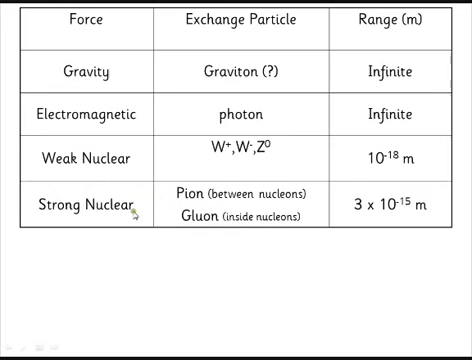 Force Exchange Particle Range (m)
Gravity Graviton (?) Infinite
Electromagnetic photon Infinite
Weak Nuclear W⁺,W⁻,Z⁰ 10⁻¹⁸ m
Strong Nuclear Pion (between nucleons) 3 x 10⁻¹⁵ m
Gluon (inside nucleons)